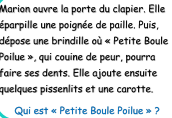 Marion ouvre la porte du clapier. Elle
éparpille une poignée de paille. Puis,
dépose une brindille où « Petite Boule
Poilue », qui couine de peur, pourra
faire ses dents. Elle ajoute ensuite
quelques pissenlits et une carotte.
Qui est « Petite Boule Poilue » ?